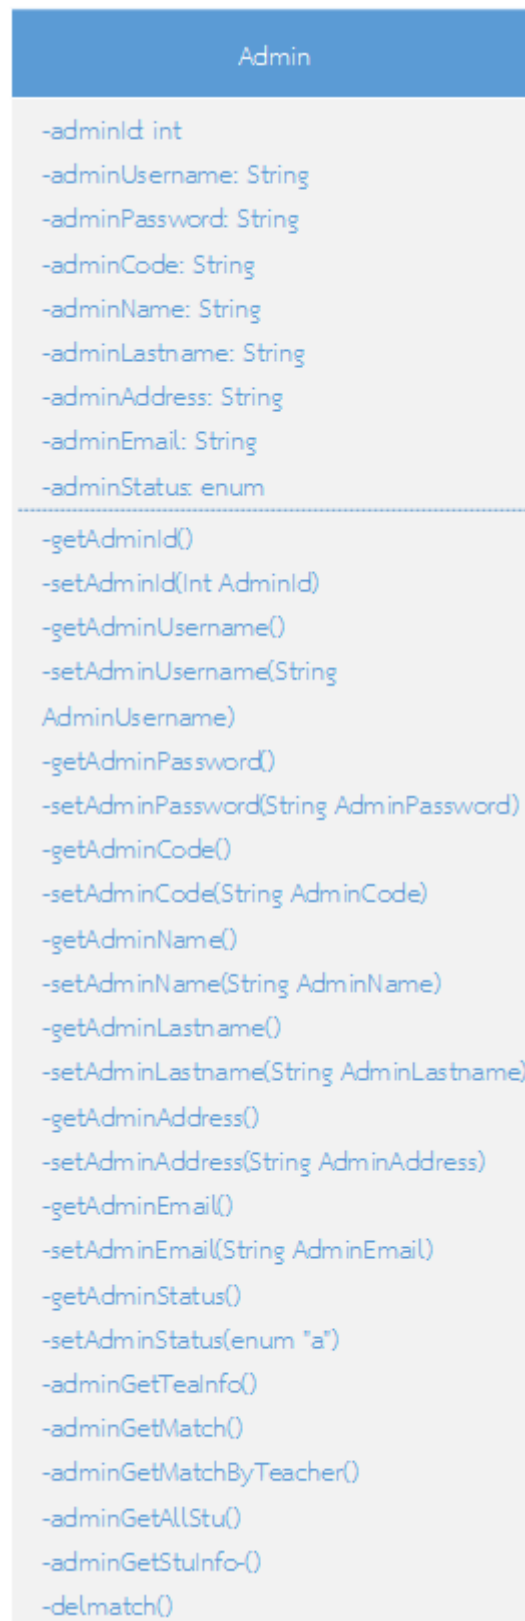 Admin
-adminId: int
-adminUsername: String
-adminPassword: String
-adminCode: String
-adminName: String
-adminLastname: String
-adminAddress: String
-adminEmail: String
-adminStatus: enum
-getAdminId()
-setAdminId(Int AdminId)
-getAdminUsername()
-setAdminUsername(String
AdminUsername)
-getAdminPassword()
-setAdminPassword(String AdminPassword)
-getAdminCode()
-setAdminCode(String AdminCode)
-getAdminName()
-setAdminName(String AdminName)
-getAdminLastname()
-setAdminLastname(String AdminLastname)
-getAdminAddress()
-setAdminAddress(String AdminAddress)
-getAdminEmail()
-setAdminEmail(String AdminEmail)
-getAdminStatus()
-setAdminStatus(enum "a")
-adminGetTeaInfo()
-adminGetMatch()
-adminGetMatchByTeacher()
-adminGetAllStu()
-adminGetStuInfo-()
-delmatch()